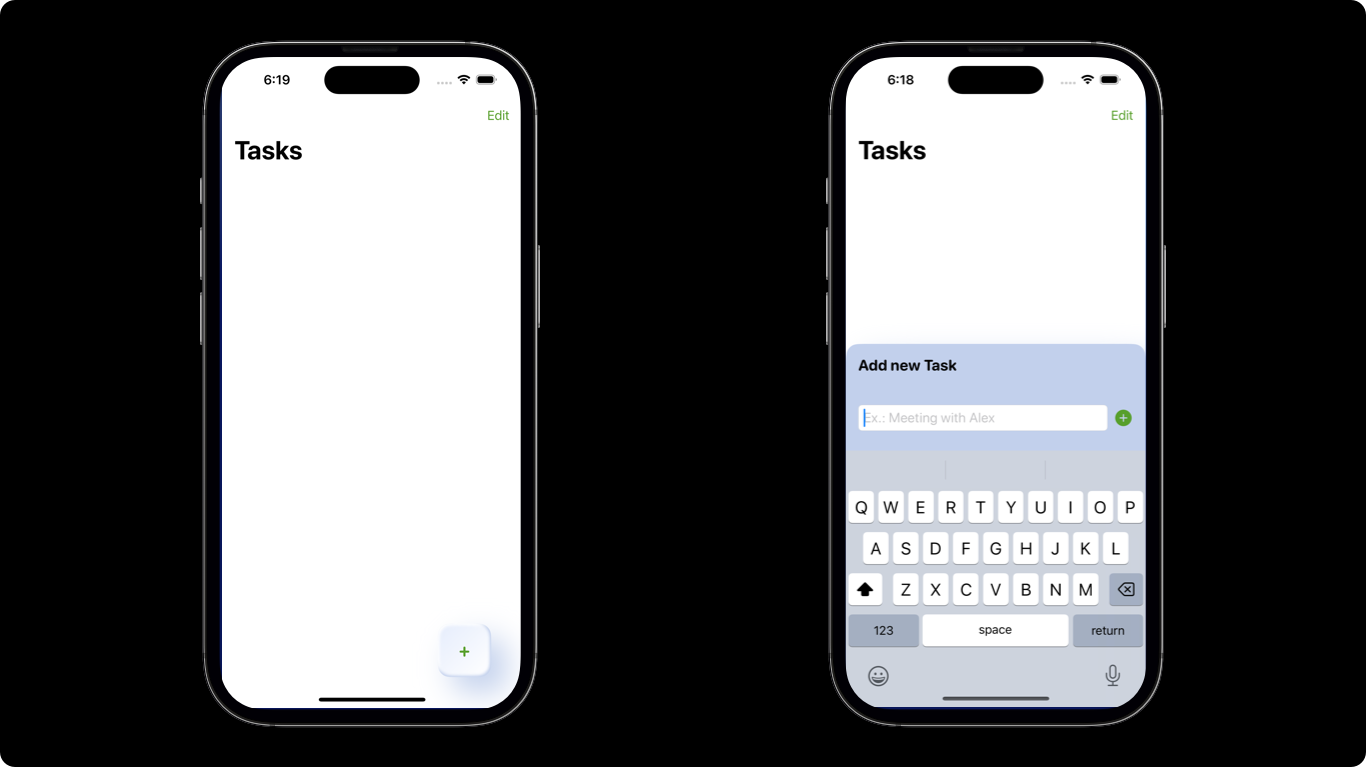 6:19
Edit
Tasks
+
6:18
Edit
Tasks
Add new Task
Ex.: Meeting with Alex
+
Q W E R T Y U I O P
A S D F G H J K L
Z X C V B N M
123 space return